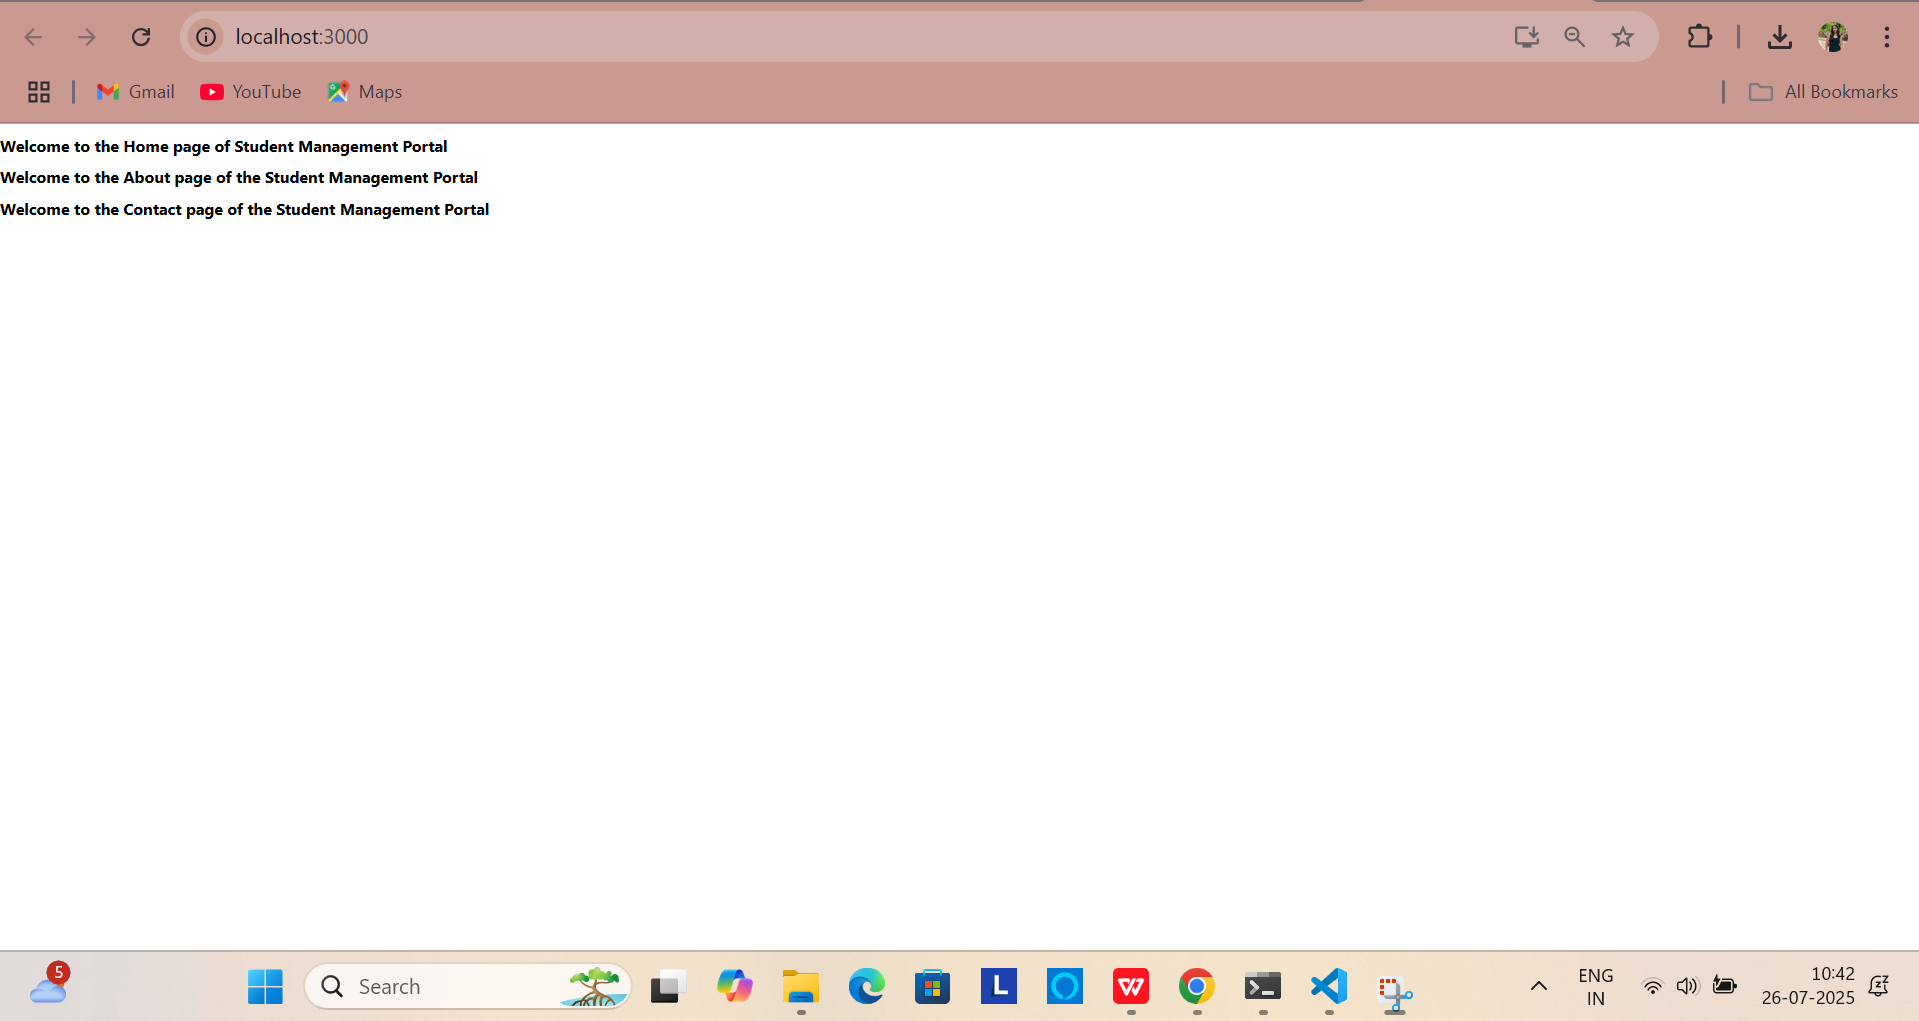 localhost:3000
Gmail
YouTube
Maps
All Bookmarks
Welcome to the Home page of Student Management Portal
Welcome to the About page of the Student Management Portal
Welcome to the Contact page of the Student Management Portal
5
Search
L
W
ENG
IN
10:42
26-07-2025